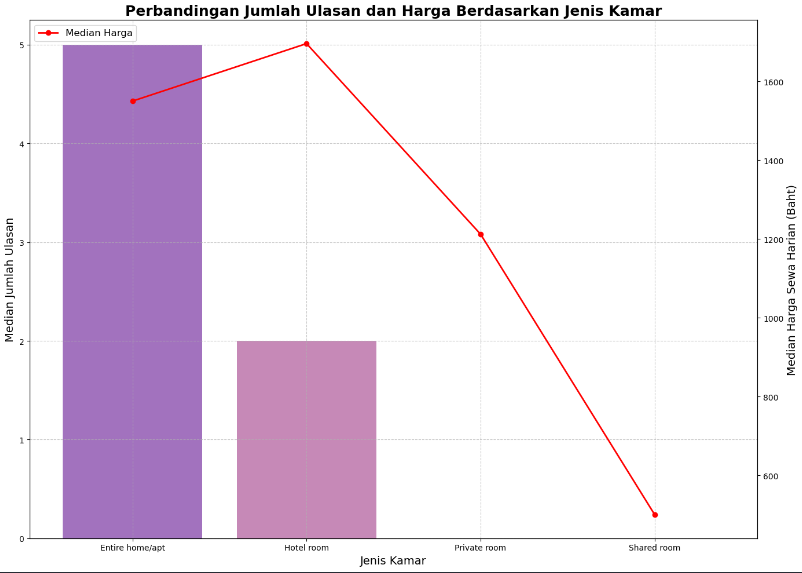 Perbandingan Jumlah Ulasan dan Harga Berdasarkan Jenis Kamar
Median Harga
5
4
3
2
1
0
Median Jumlah Ulasan
1600
1400
1200
1000
800
600
Median Harga Sewa Harian (Baht)
Entire home/apt
Hotel room
Private room
Shared room
Jenis Kamar